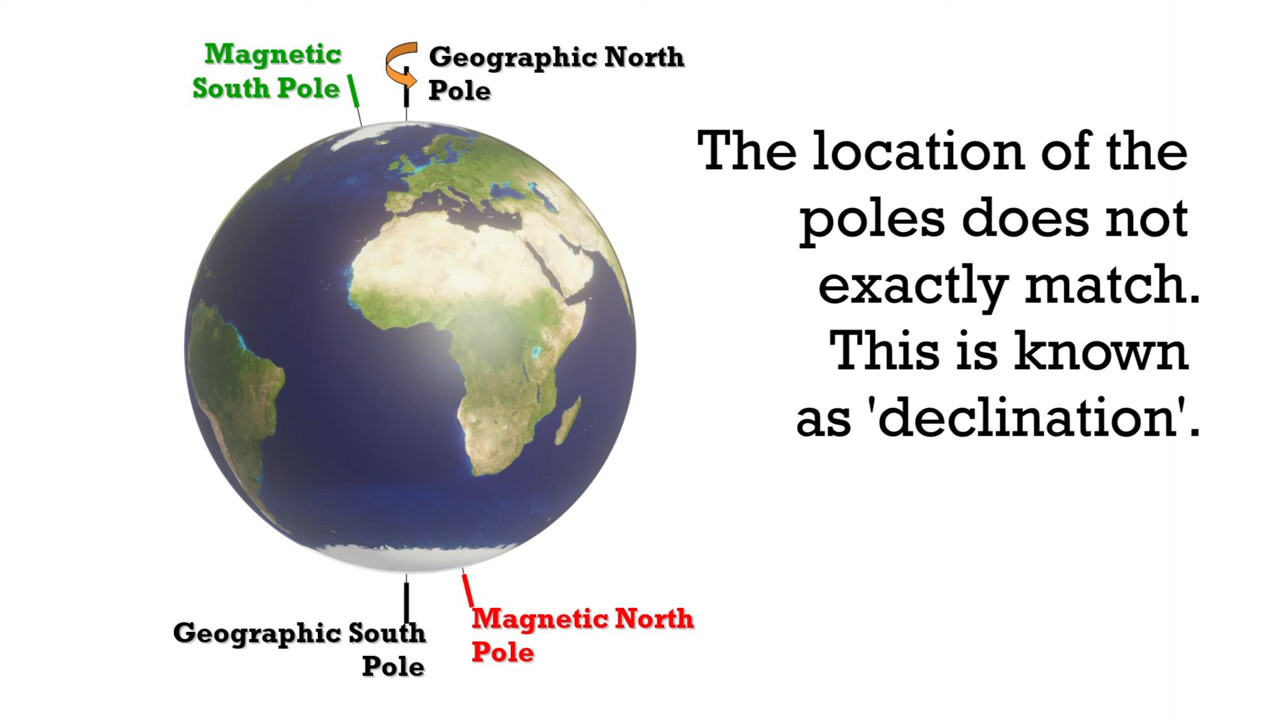 Magnetic
South Pole
Geographic North
Pole
The location of the
poles does not
exactly match.
This is known
as 'declination'.
Geographic South
Pole
Magnetic North
Pole